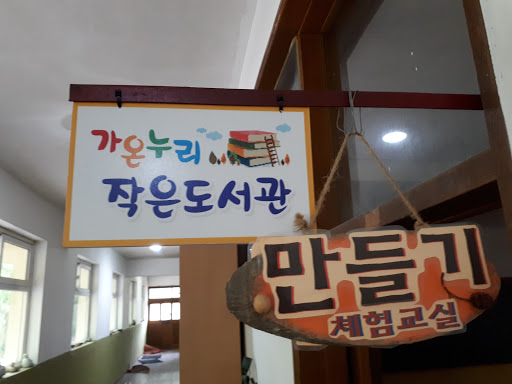 가온누리
작은도서관
만들기
체험교실